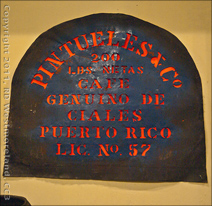 PINTUELES & Co
200
LBS. NETAS
CAFE
GENUINO DE
CIALES
PUERTO RICO
LIC. No. 57